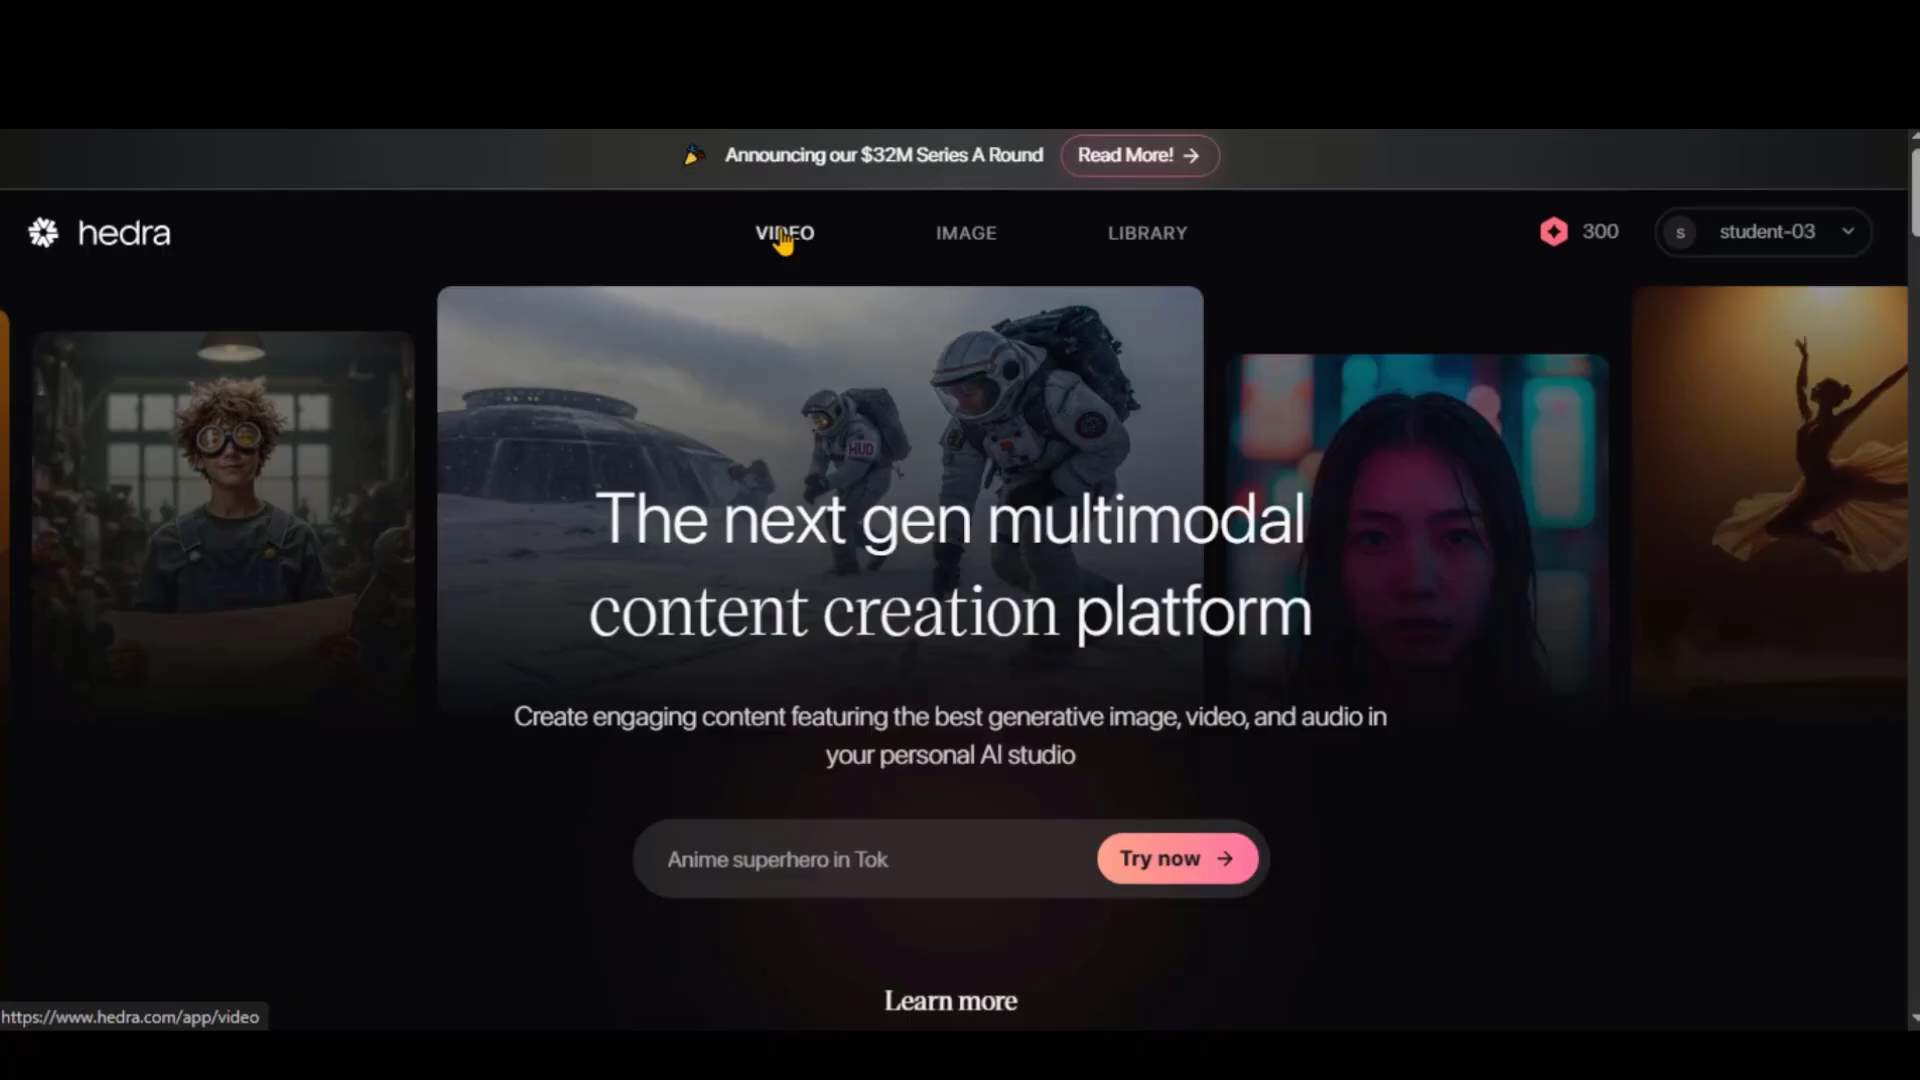 Announcing our $32M Series A Round Read More! →
hedra VIDEO IMAGE LIBRARY 300 s student-03
HUD
The next gen multimodal
content creation platform
Create engaging content featuring the best generative image, video, and audio in
your personal AI studio
Anime superhero in Tok Try now →
Learn more
https://www.hedra.com/app/video